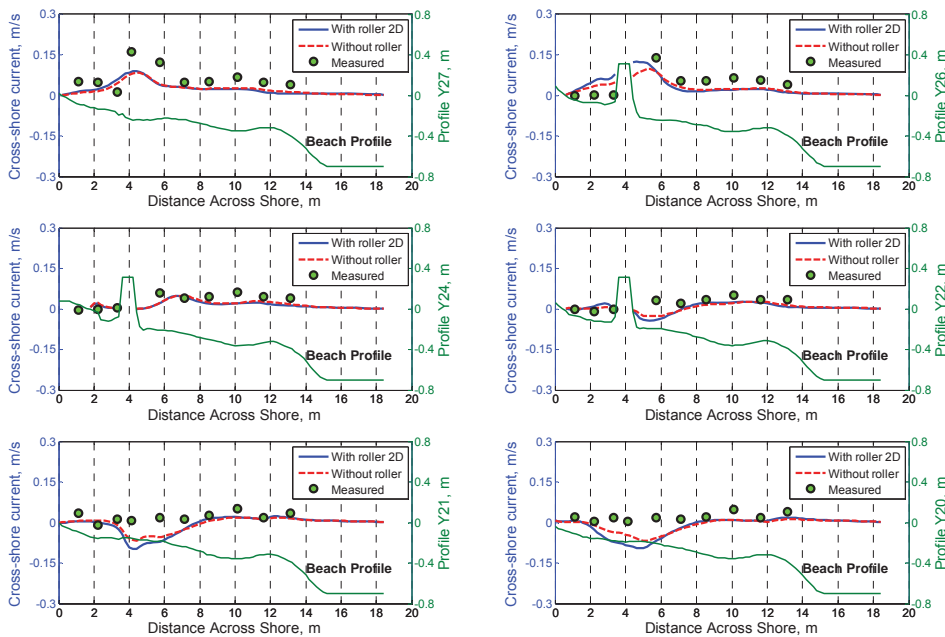 Cross-shore current, m/s
0.3
0.15
0
-0.15
-0.3
With roller 2D
Without roller
Measured
Beach Profile
0.8
0.4
0
-0.4
-0.8
Profile Y27, m
0 2 4 6 8 10 12 14 16 18 20
Distance Across Shore, m
Cross-shore current, m/s
0.3
0.15
0
-0.15
-0.3
With roller 2D
Without roller
Measured
Beach Profile
0.8
0.4
0
-0.4
-0.8
Profile Y26, m
0 2 4 6 8 10 12 14 16 18 20
Distance Across Shore, m
Cross-shore current, m/s
0.3
0.15
0
-0.15
-0.3
With roller 2D
Without roller
Measured
Beach Profile
0.8
0.4
0
-0.4
-0.8
Profile Y24, m
0 2 4 6 8 10 12 14 16 18 20
Distance Across Shore, m
Cross-shore current, m/s
0.3
0.15
0
-0.15
-0.3
With roller 2D
Without roller
Measured
Beach Profile
0.8
0.4
0
-0.4
-0.8
Profile Y22, m
0 2 4 6 8 10 12 14 16 18 20
Distance Across Shore, m
Cross-shore current, m/s
0.3
0.15
0
-0.15
-0.3
With roller 2D
Without roller
Measured
Beach Profile
0.8
0.4
0
-0.4
-0.8
Profile Y21, m
0 2 4 6 8 10 12 14 16 18 20
Distance Across Shore, m
Cross-shore current, m/s
0.3
0.15
0
-0.15
-0.3
With roller 2D
Without roller
Measured
Beach Profile
0.8
0.4
0
-0.4
-0.8
Profile Y20, m
0 2 4 6 8 10 12 14 16 18 20
Distance Across Shore, m